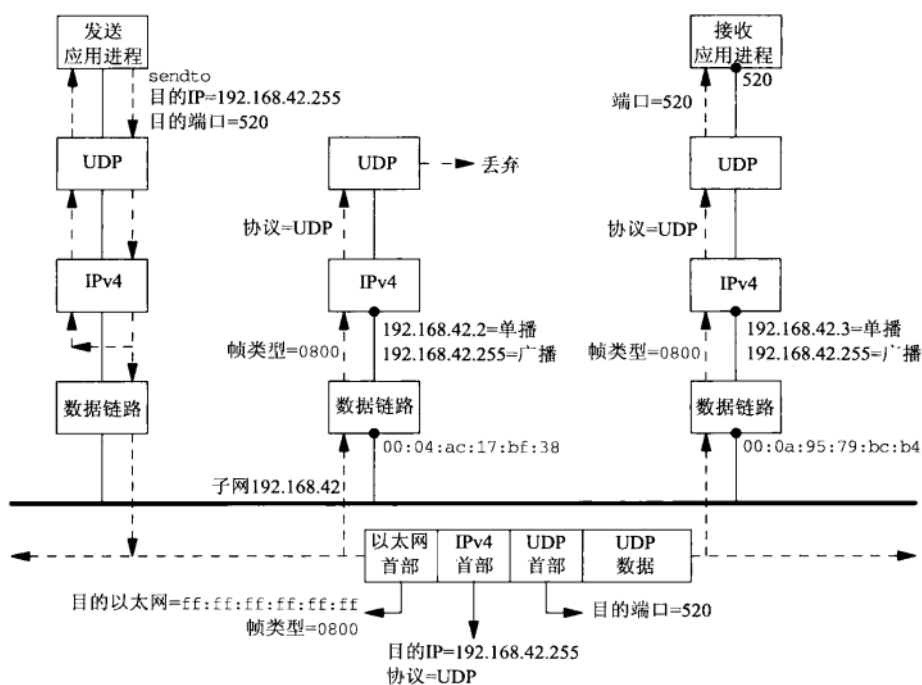 发送
应用进程
sendto
目的IP=192.168.42.255
目的端口=520
UDP
IPv4
数据链路
UDP
丢弃
协议=UDP
IPv4
192.168.42.2=单播
192.168.42.255=广播
帧类型=0800
数据链路
00:04:ac:17:bf:38
接收
应用进程
520
端口=520
UDP
协议=UDP
IPv4
192.168.42.3=单播
192.168.42.255=广播
帧类型=0800
数据链路
00:0a:95:79:bc:b4
子网192.168.42
以太网
首部
IPv4
首部
UDP
首部
UDP
数据
目的以太网=ff:ff:ff:ff:ff:ff
帧类型=0800
目的IP=192.168.42.255
协议=UDP
目的端口=520